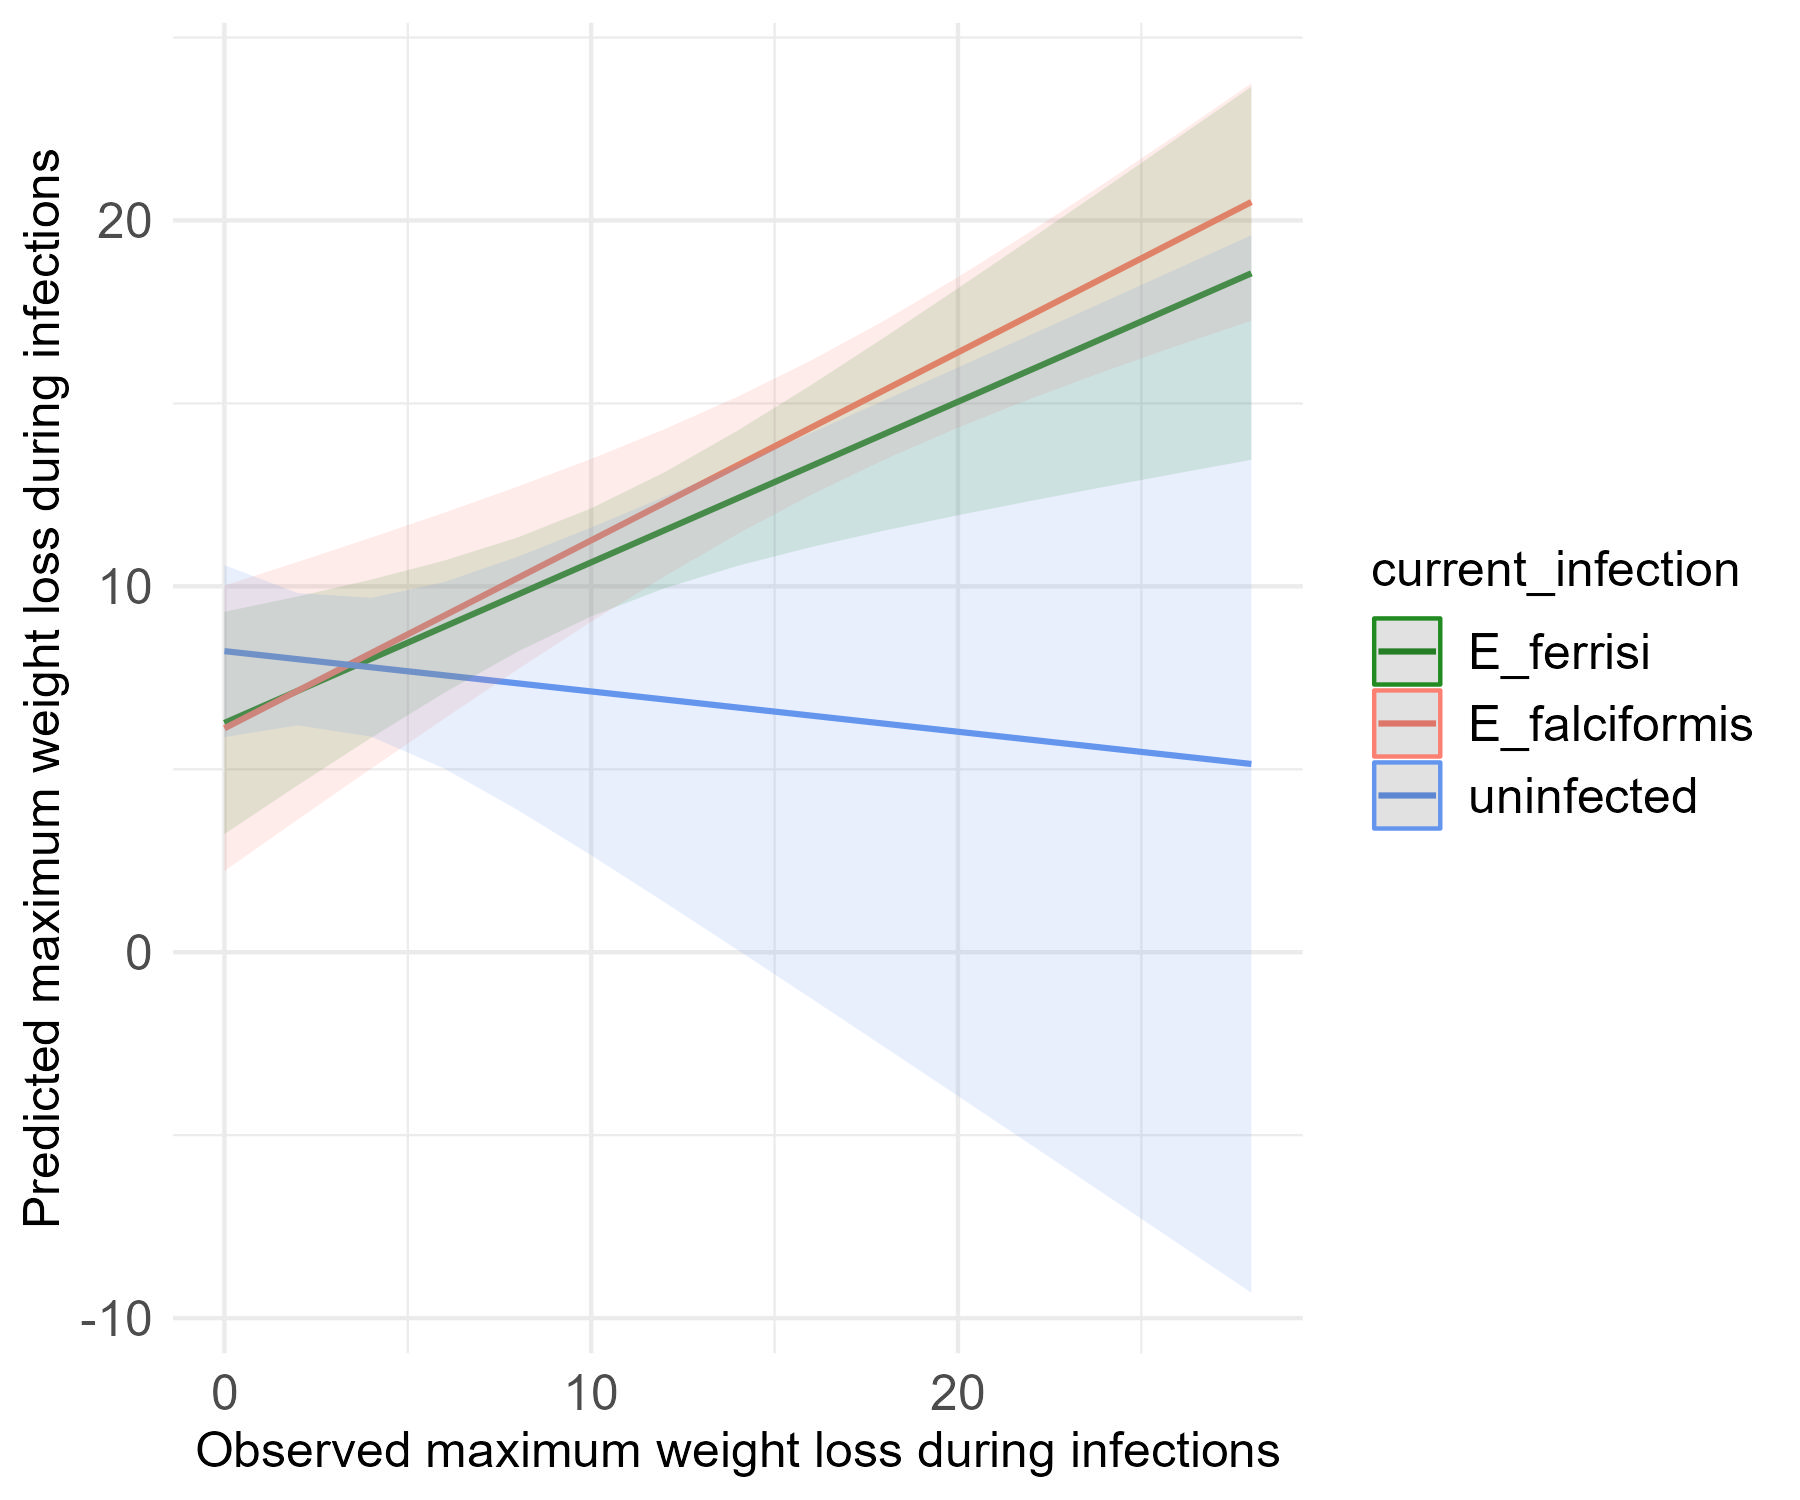 Predicted maximum weight loss during infections
20
10
0
-10
0 10 20
Observed maximum weight loss during infections
current_infection
E_ferrisi
E_falciformis
uninfected